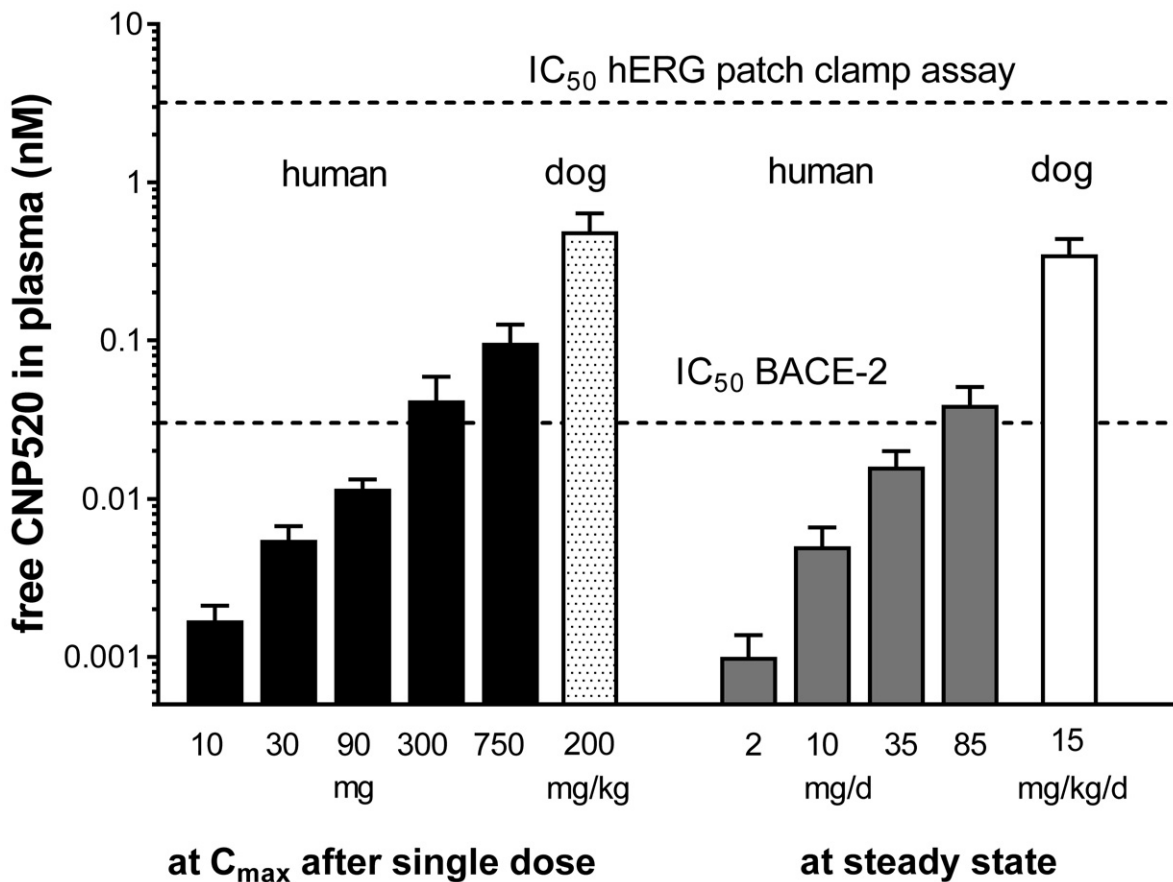 free CNP520 in plasma (nM)
10
1
0.1
0.01
0.001
IC50 hERG patch clamp assay
human dog human dog
IC50 BACE-2
10 30 90 300 750 200 2 10 35 85 15
mg mg/kg mg/d mg/kg/d
at Cmax after single dose at steady state